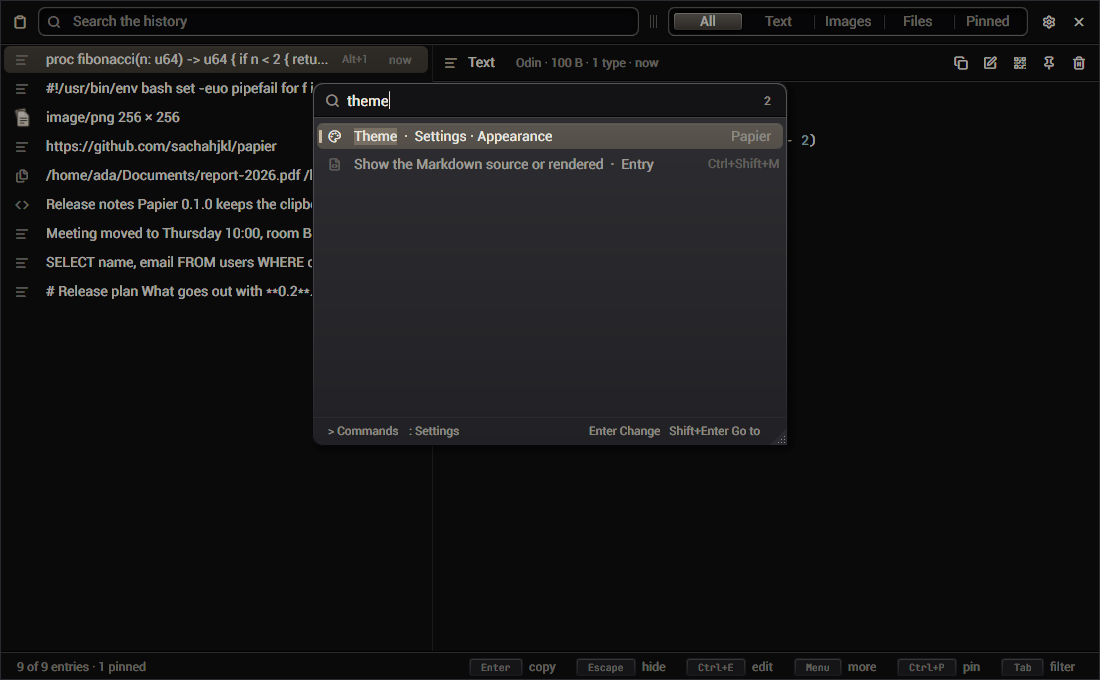 Search the history
All Text Images Files Pinned
proc fibonacci(n: u64) -> u64 { if n < 2 { retu... Alt+1 now
Text Odin · 100 B · 1 type · now
#!/usr/bin/env bash set -euo pipefail for f i
image/png 256 × 256
https://github.com/sachahjkl/papier
/home/ada/Documents/report-2026.pdf /
Release notes Papier 0.1.0 keeps the clipb
Meeting moved to Thursday 10:00, room B
SELECT name, email FROM users WHERE
# Release plan What goes out with **0.2**.
theme 2
Theme · Settings · Appearance Papier
- 2)
Show the Markdown source or rendered · Entry Ctrl+Shift+M
> Commands : Settings Enter Change Shift+Enter Go to
9 of 9 entries · 1 pinned
Enter copy Escape hide Ctrl+E edit Menu more Ctrl+P pin Tab filter